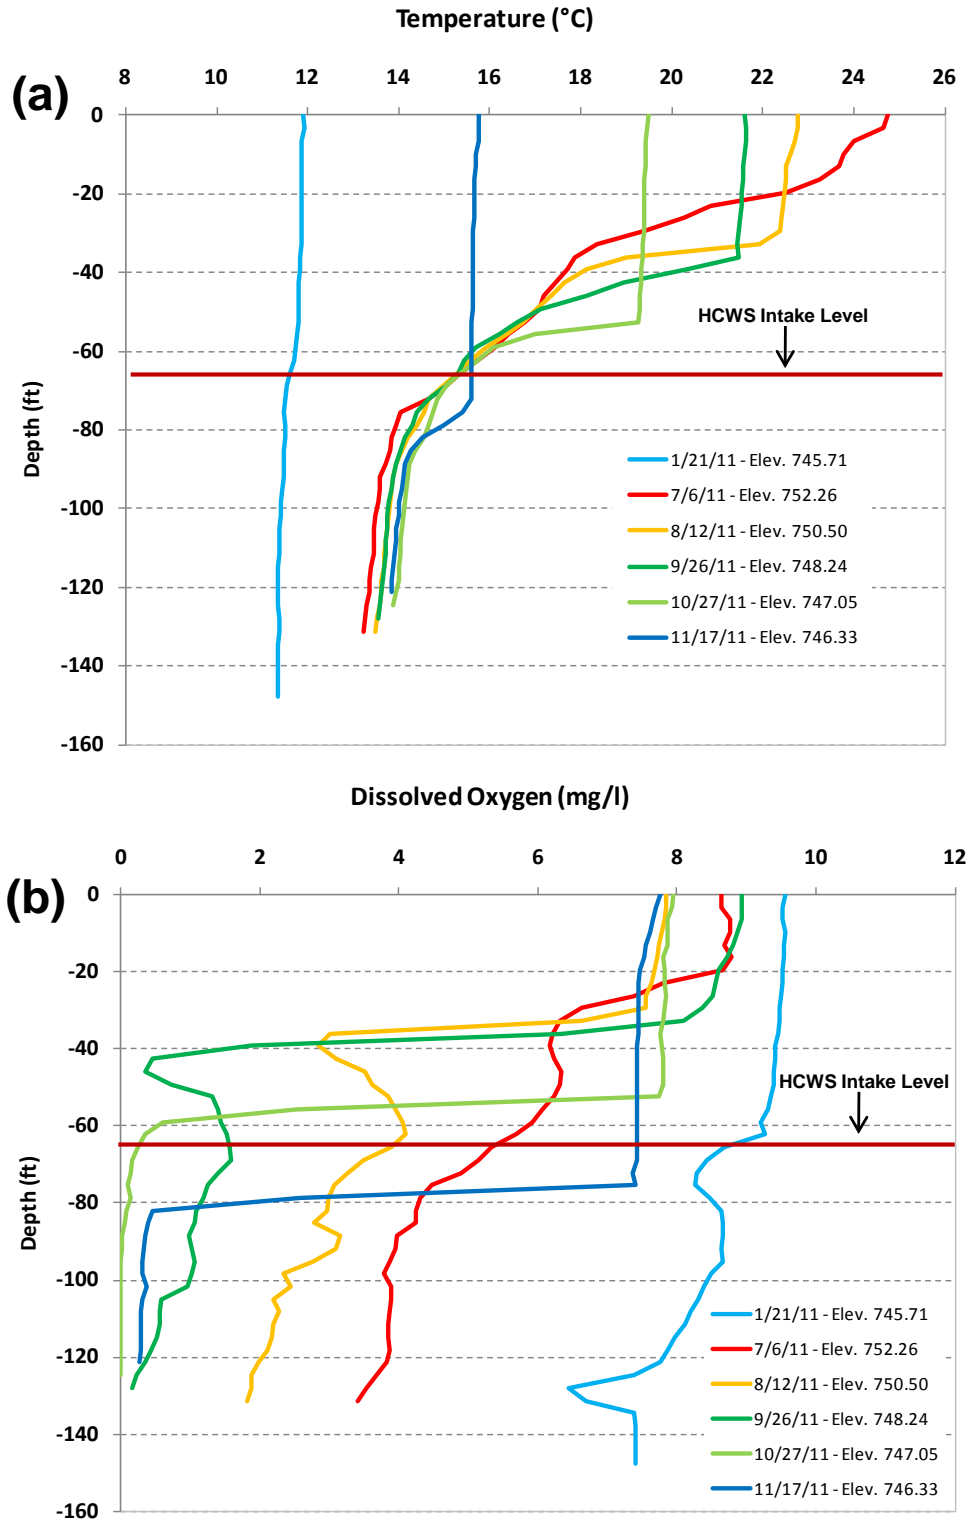 Temperature (°C)
(a)
8 10 12 14 16 18 20 22 24 26
0
-20
-40
-60
-80
-100
-120
-140
-160
Depth (ft)
HCWS Intake Level
1/21/11 - Elev. 745.71
7/6/11 - Elev. 752.26
8/12/11 - Elev. 750.50
9/26/11 - Elev. 748.24
10/27/11 - Elev. 747.05
11/17/11 - Elev. 746.33
Dissolved Oxygen (mg/l)
(b)
0 2 4 6 8 10 12
0
-20
-40
-60
-80
-100
-120
-140
-160
Depth (ft)
HCWS Intake Level
1/21/11 - Elev. 745.71
7/6/11 - Elev. 752.26
8/12/11 - Elev. 750.50
9/26/11 - Elev. 748.24
10/27/11 - Elev. 747.05
11/17/11 - Elev. 746.33